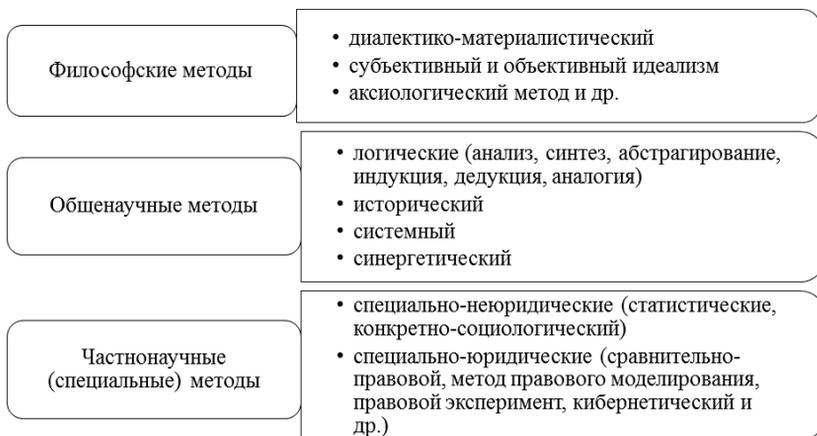 Философские методы
• диалектико-материалистический
• субъективный и объективный идеализм
• аксиологический метод и др.
Общенаучные методы
• логические (анализ, синтез, абстрагирование,
индукция, дедукция, аналогия)
• исторический
• системный
• синергетический
Частнонаучные
(специальные) методы
• специально-неюридические (статистические,
конкретно-социологический)
• специально-юридические (сравнительно-
правовой, метод правового моделирования,
правовой эксперимент, кибернетический и
др.)